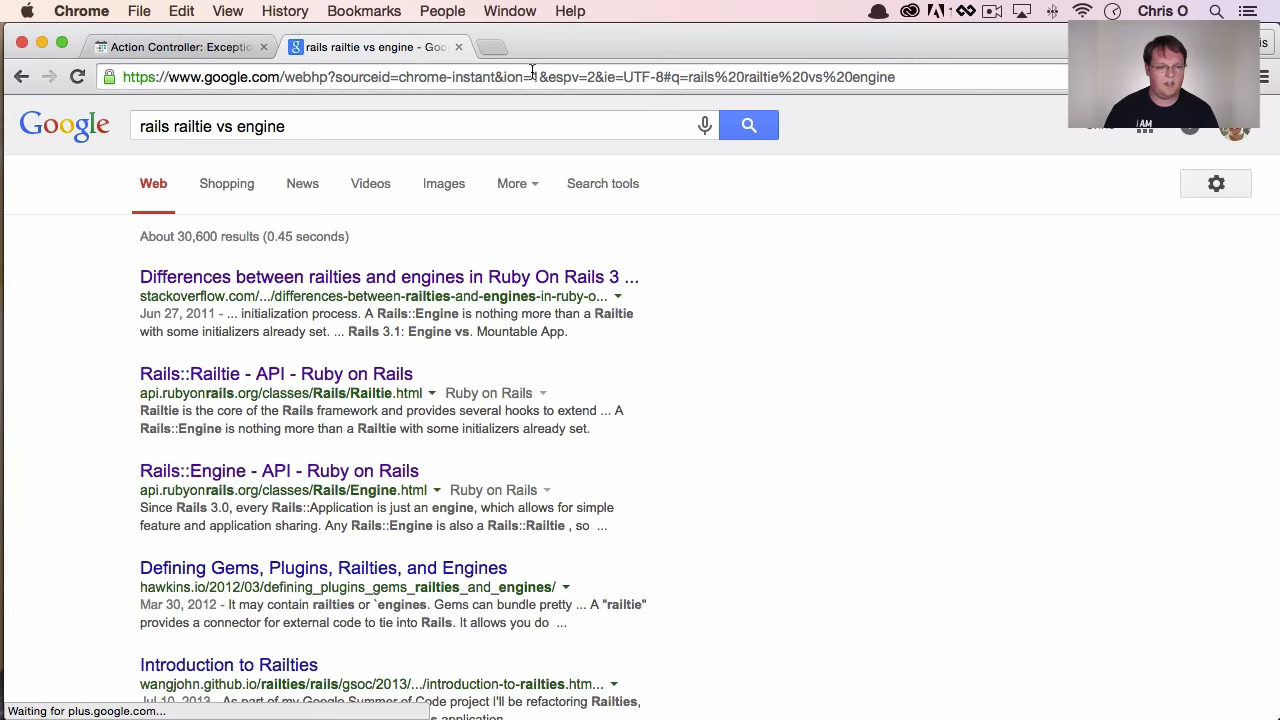 Chrome File Edit View History Bookmarks People Window Help Chris O
Action Controller: Exceptio
rails railtie vs engine - Goo
https://www.google.com/webhp?sourceid=chrome-instant&ion=1&espv=2&ie=UTF-8#q=rails%20railtie%20vs%20engine
Google
rails railtie vs engine
I AM
Web Shopping News Videos Images More Search tools
About 30,600 results (0.45 seconds)
Differences between railties and engines in Ruby On Rails 3 ...
stackoverflow.com/.../differences-between-railties-and-engines-in-ruby-o...
Jun 27, 2011 - ... initialization process. A Rails::Engine is nothing more than a Railtie
with some initializers already set. ... Rails 3.1: Engine vs. Mountable App.
Rails::Railtie - API - Ruby on Rails
api.rubyonrails.org/classes/Rails/Railtie.html Ruby on Rails
Railtie is the core of the Rails framework and provides several hooks to extend ... A
Rails::Engine is nothing more than a Railtie with some initializers already set.
Rails::Engine - API - Ruby on Rails
api.rubyonrails.org/classes/Rails/Engine.html Ruby on Rails
Since Rails 3.0, every Rails::Application is just an engine, which allows for simple
feature and application sharing. Any Rails::Engine is also a Rails::Railtie , so ...
Defining Gems, Plugins, Railties, and Engines
hawkins.io/2012/03/defining_plugins_gems_railties_and_engines/
Mar 30, 2012 - It may contain railties or `engines. Gems can bundle pretty ... A "railtie"
provides a connector for external code to tie into Rails. It allows you do ...
Introduction to Railties
wangjohn.github.io/railties/rails/gsoc/2013/.../introduction-to-railties.htm...
Jul 10, 2013 - As part of my Google Summer of Code project I'll be refactoring Railties,
Waiting for plus.google.com...
s application.